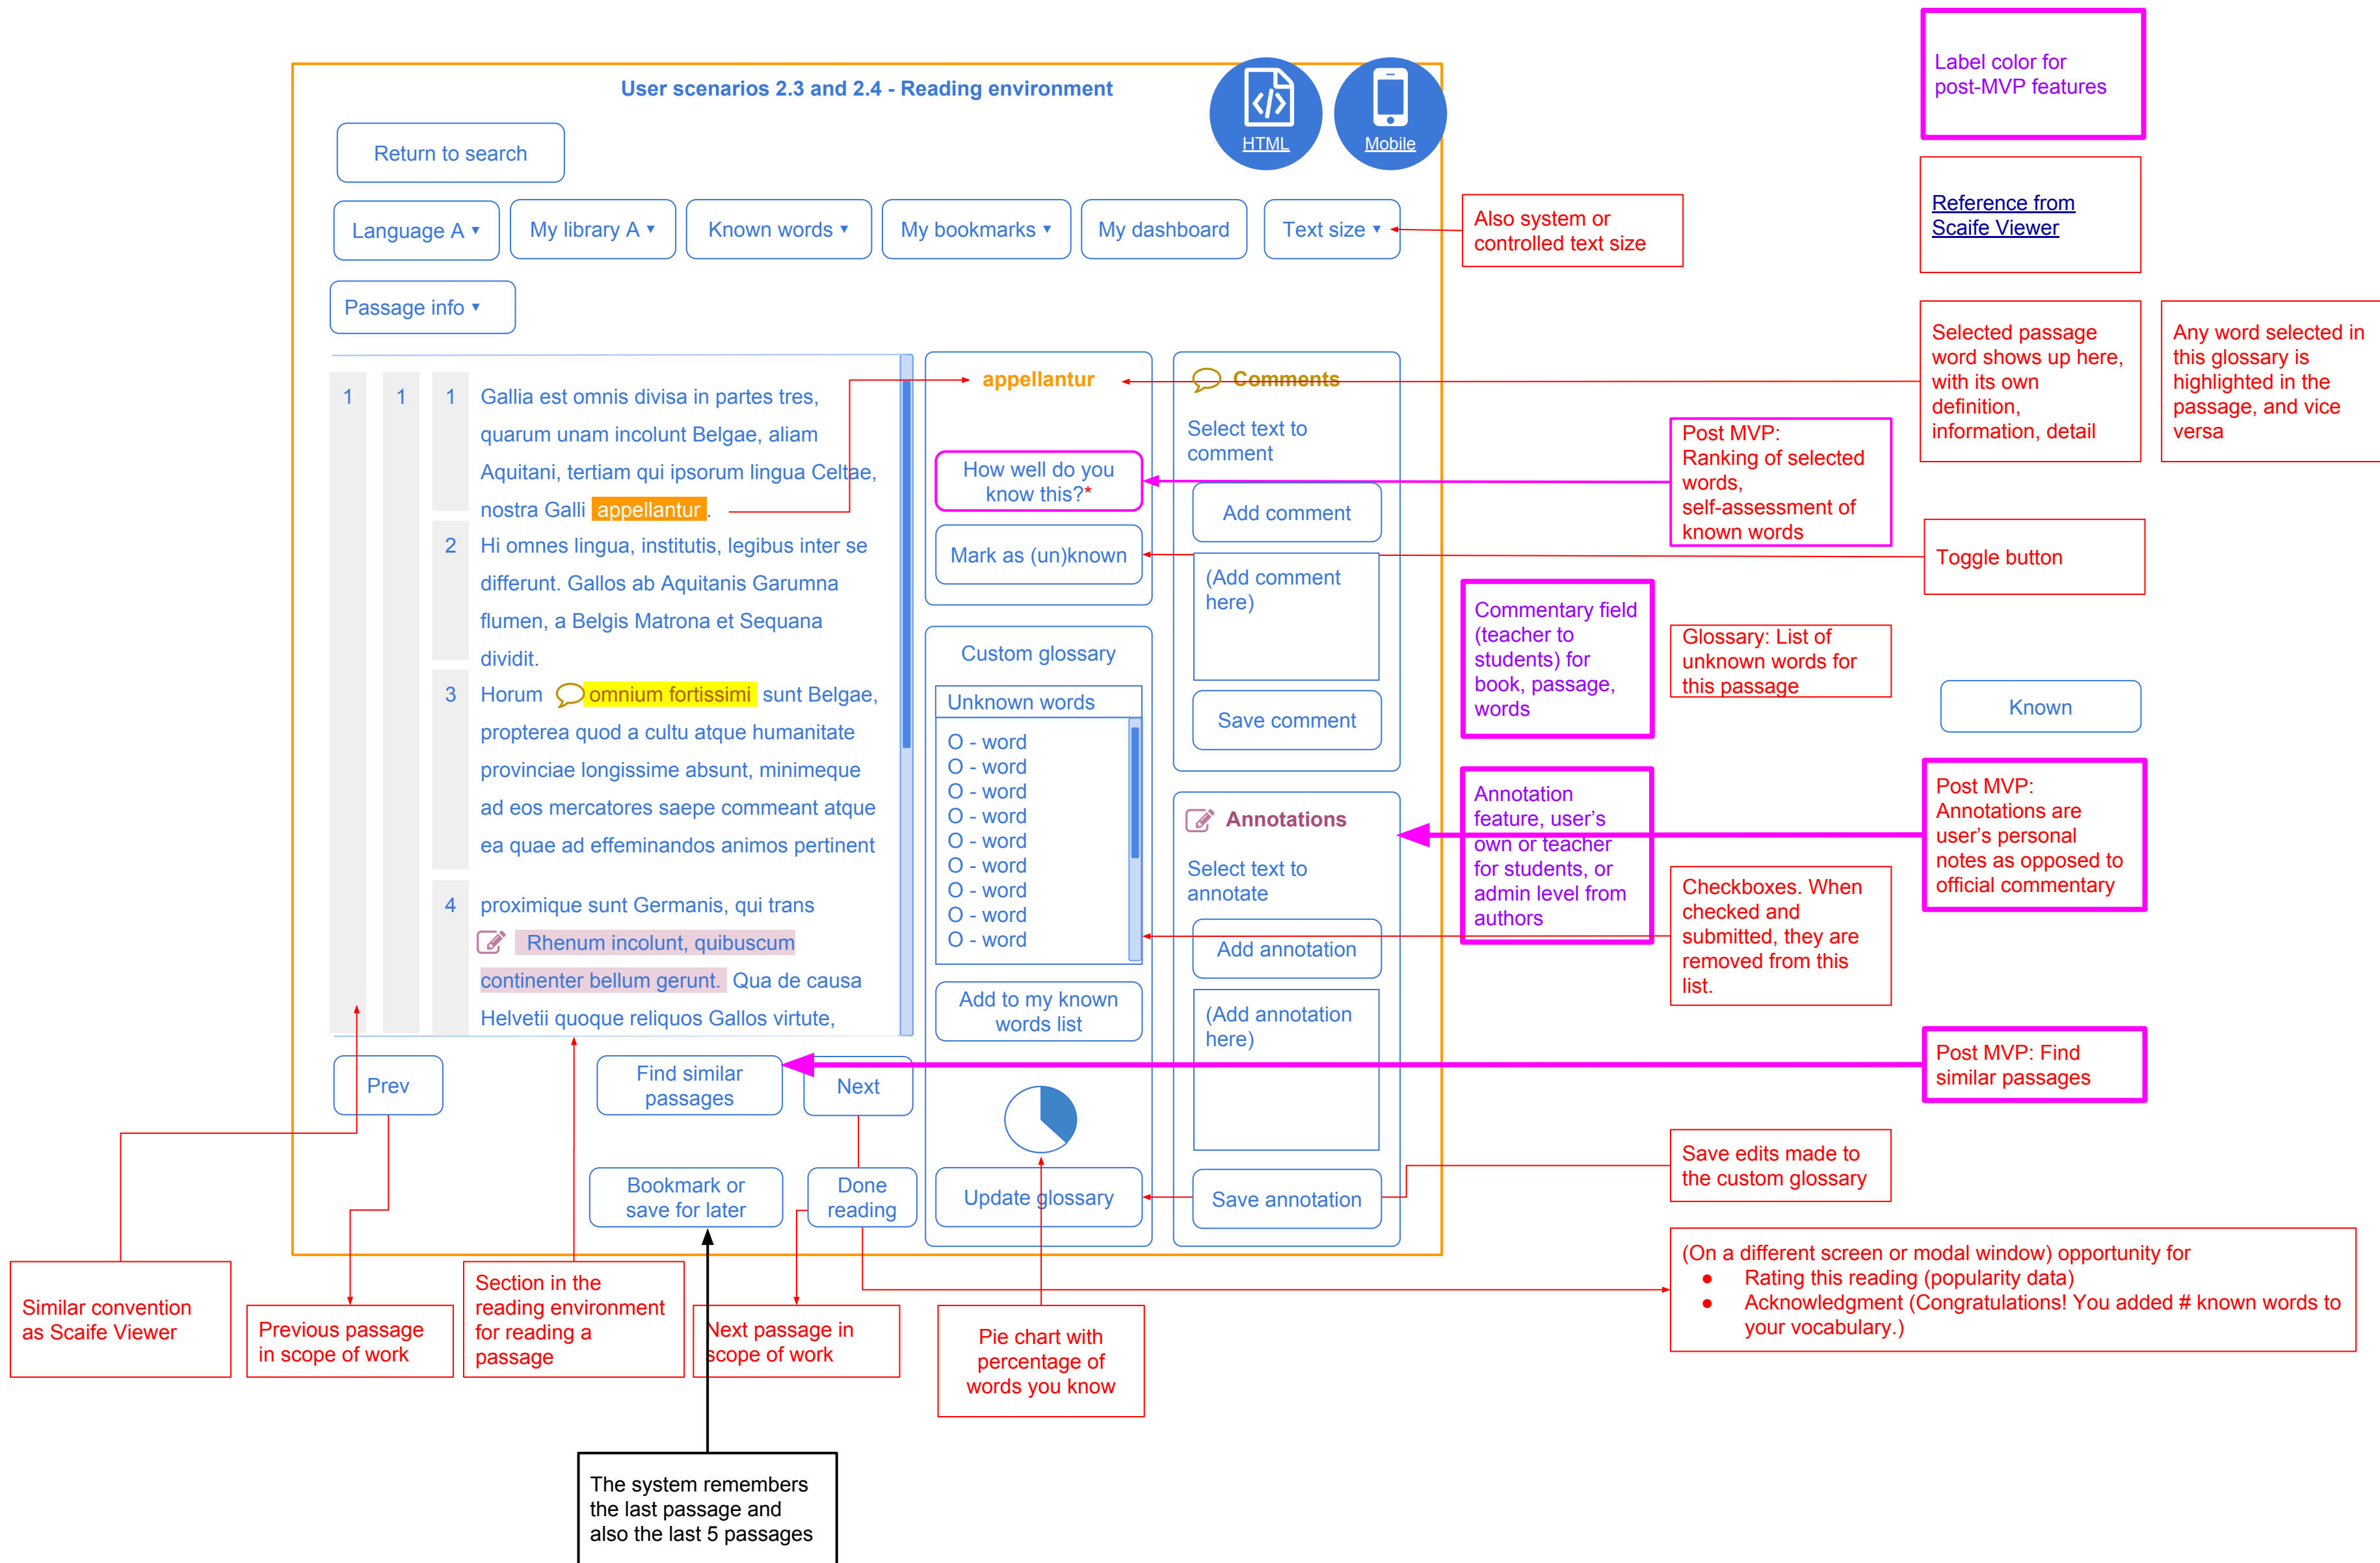 User scenarios 2.3 and 2.4 - Reading environment
HTML
Mobile
Return to search
Language A ▾
My library A ▾
Known words ▾
My bookmarks ▾
My dashboard
Text size ▾
Passage info ▾
1
1
1
Gallia est omnis divisa in partes tres,
quarum unam incolunt Belgae, aliam
Aquitani, tertiam qui ipsorum lingua Celtae,
nostra Galli appellantur.
2
Hi omnes lingua, institutis, legibus inter se
differunt. Gallos ab Aquitanis Garumna
flumen, a Belgis Matrona et Sequana
dividit.
3
Horum omnium fortissimi sunt Belgae,
propterea quod a cultu atque humanitate
provinciae longissime absunt, minimeque
ad eos mercatores saepe commeant atque
ea quae ad effeminandos animos pertinent
4
proximique sunt Germanis, qui trans
Rhenum incolunt, quibuscum
continenter bellum gerunt. Qua de causa
Helvetii quoque reliquos Gallos virtute,
Prev
Find similar
passages
Next
Bookmark or
save for later
Done
reading
appellantur
How well do you
know this?*
Mark as (un)known
Custom glossary
Unknown words
O - word
O - word
O - word
O - word
O - word
O - word
O - word
O - word
O - word
Add to my known
words list
Update glossary
Comments
Select text to
comment
Add comment
(Add comment
here)
Save comment
Annotations
Select text to
annotate
Add annotation
(Add annotation
here)
Save annotation
Also system or
controlled text size
Label color for
post-MVP features
Reference from
Scaife Viewer
Selected passage
word shows up here,
with its own
definition,
information, detail
Any word selected in
this glossary is
highlighted in the
passage, and vice
versa
Post MVP:
Ranking of selected
words,
self-assessment of
known words
Toggle button
Commentary field
(teacher to
students) for
book, passage,
words
Glossary: List of
unknown words for
this passage
Known
Annotation
feature, user's
own or teacher
for students, or
admin level from
authors
Post MVP:
Annotations are
user's personal
notes as opposed to
official commentary
Checkboxes. When
checked and
submitted, they are
removed from this
list.
Post MVP: Find
similar passages
Save edits made to
the custom glossary
(On a different screen or modal window) opportunity for
● Rating this reading (popularity data)
● Acknowledgment (Congratulations! You added # known words to
your vocabulary.)
Similar convention
as Scaife Viewer
Previous passage
in scope of work
Section in the
reading environment
for reading a
passage
Next passage in
scope of work
Pie chart with
percentage of
words you know
The system remembers
the last passage and
also the last 5 passages